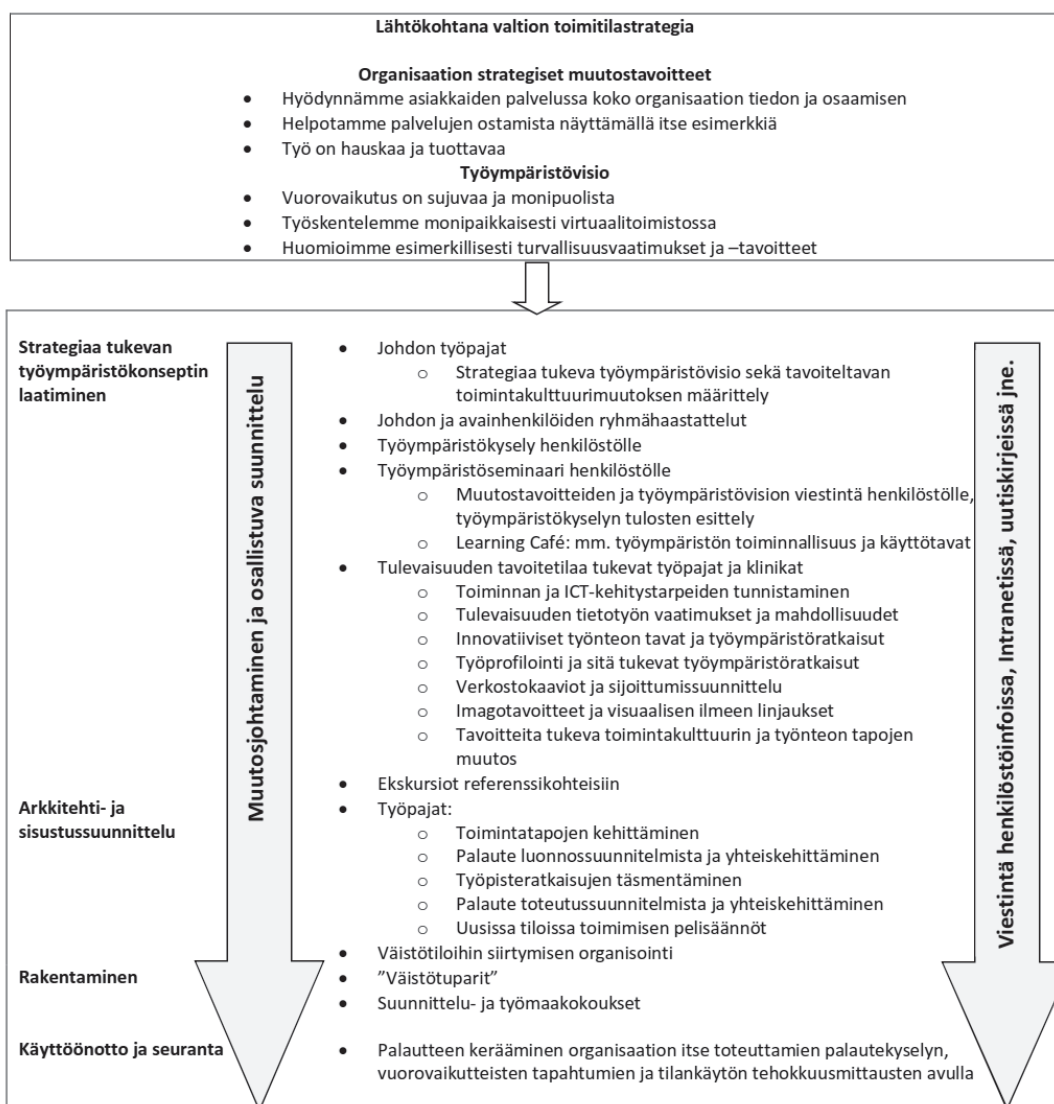 Lähtökohtana valtion toimitilastrategia
Organisaation strategiset muutostavoitteet
• Hyödynnämme asiakkaiden palvelussa koko organisaation tiedon ja osaamisen
• Helpotamme palvelujen ostamista näyttämällä itse esimerkkiä
• Työ on hauskaa ja tuottavaa
Työympäristövisio
• Vuorovaikutus on sujuvaa ja monipuolista
• Työskentelemme monipaikkaisesti virtuaalitoimistossa
• Huomioimme esimerkillisesti turvallisuusvaatimukset ja –tavoitteet
Strategiaa tukevan
työympäristökonseptin
laatiminen
Muutosjohtaminen ja osallistuva suunnittelu
• Johdon työpajat
o Strategiaa tukeva työympäristövisio sekä tavoiteltavan
toimintakulttuurimuutoksen määrittely
• Johdon ja avainhenkilöiden ryhmähaastattelut
• Työympäristökysely henkilöstölle
• Työympäristöseminaari henkilöstölle
o Muutostavoitteiden ja työympäristövision viestintä henkilöstölle,
työympäristökyselyn tulosten esittely
o Learning Café: mm. työympäristön toiminnallisuus ja käyttötavat
• Tulevaisuuden tavoitetilaa tukevat työpajat ja klinikat
o Toiminnan ja ICT-kehitystarpeiden tunnistaminen
o Tulevaisuuden tietotyön vaatimukset ja mahdollisuudet
o Innovatiiviset työnteon tavat ja työympäristöratkaisut
o Työprofilointi ja sitä tukevat työympäristöratkaisut
o Verkostokaaviot ja sijoittumissuunnittelu
o Imagotavoitteet ja visuaalisen ilmeen linjaukset
o Tavoitteita tukeva toimintakulttuurin ja työnteon tapojen
muutos
• Ekskursiot referenssikohteisiin
Arkkitehti- ja
sisustussuunnittelu
• Työpajat:
o Toimintatapojen kehittäminen
o Palaute luonnossuunnitelmista ja yhteiskehittäminen
o Työpisteratkaisujen täsmentäminen
o Palaute toteutussuunnitelmista ja yhteiskehittäminen
o Uusissa tiloissa toimimisen pelisäännöt
• Väistötiloihin siirtymisen organisointi
Rakentaminen
• ”Väistötuparit”
• Suunnittelu- ja työmaakokoukset
Käyttöönotto ja seuranta
• Palautteen kerääminen organisaation itse toteuttamien palautekyselyn,
vuorovaikutteisten tapahtumien ja tilankäytön tehokkuusmittausten avulla
Viestintä henkilöstöinfoissa, Intranetissä, uutiskirjeissä jne.